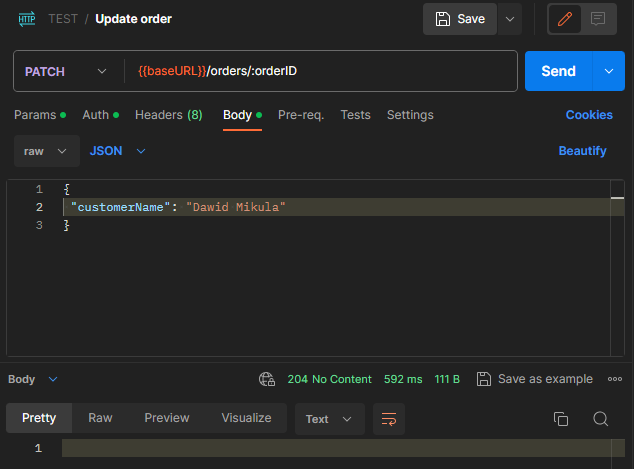 HTTP TEST / Update order Save
PATCH {{baseURL}}/orders/:orderID Send
Params Auth Headers (8) Body Pre-req. Tests Settings Cookies
raw JSON Beautify
1 {
2 "customerName": "Dawid Mikula"
3 }
Body 204 No Content 592 ms 111 B Save as example
Pretty Raw Preview Visualize Text
1